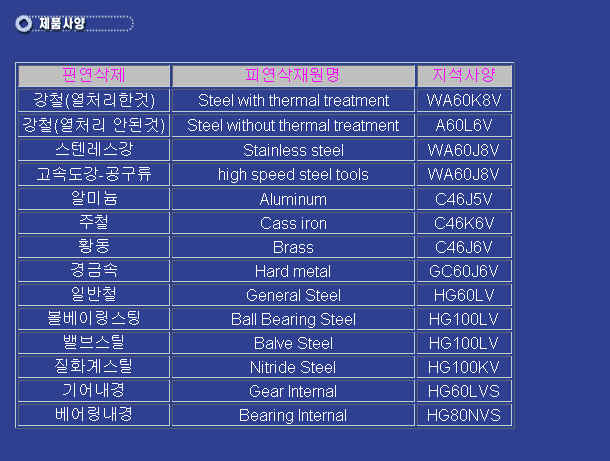 제품사양
핀연삭제 피연삭재원명 지석사양
강철(열처리한것) Steel with thermal treatment WA60K8V
강철(열처리 안된것) Steel without thermal treatment A60L6V
스텐레스강 Stainless steel WA60J8V
고속도강-공구류 high speed steel tools WA60J8V
알미늄 Aluminum C46J5V
주철 Cass iron C46K6V
황동 Brass C46J6V
경금속 Hard metal GC60J6V
일반철 General Steel HG60LV
볼베이링스팅 Ball Bearing Steel HG100LV
밸브스틸 Balve Steel HG100LV
질화계스틸 Nitride Steel HG100KV
기어내경 Gear Internal HG60LVS
베어링내경 Bearing Internal HG80NVS